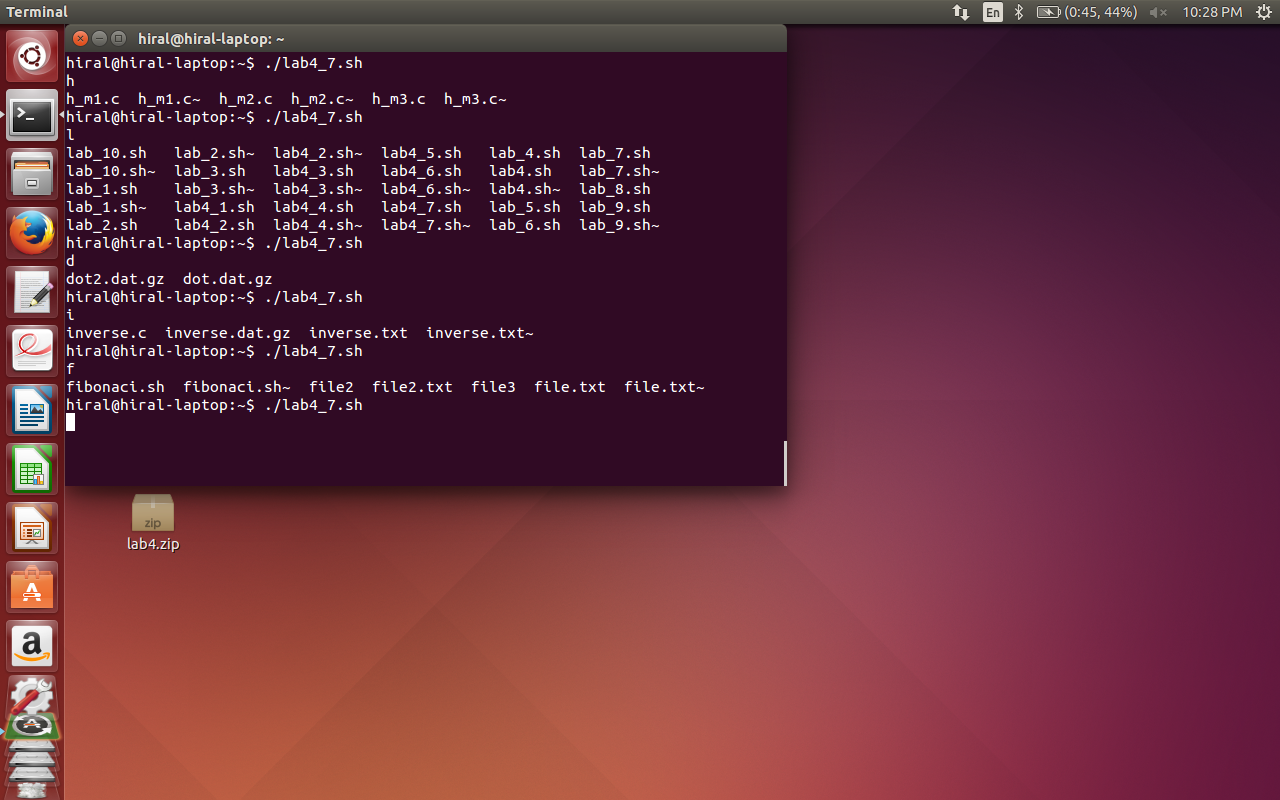 Terminal
En
(0:45, 44%)
10:28 PM
hiral@hiral-laptop: ~
hiral@hiral-laptop:~$ ./lab4_7.sh
h
h_m1.c  h_m1.c~  h_m2.c  h_m2.c~  h_m3.c  h_m3.c~
hiral@hiral-laptop:~$ ./lab4_7.sh
l
lab_10.sh   lab_2.sh~  lab4_2.sh~  lab4_5.sh   lab_4.sh  lab_7.sh
lab_10.sh~  lab_3.sh   lab4_3.sh   lab4_6.sh   lab4.sh   lab_7.sh~
lab_1.sh    lab_3.sh~  lab4_3.sh~  lab4_6.sh~  lab4.sh~  lab_8.sh
lab_1.sh~   lab4_1.sh  lab4_4.sh   lab4_7.sh   lab_5.sh  lab_9.sh
lab_2.sh    lab4_2.sh  lab4_4.sh~  lab4_7.sh~  lab_6.sh  lab_9.sh~
hiral@hiral-laptop:~$ ./lab4_7.sh
d
dot2.dat.gz  dot.dat.gz
hiral@hiral-laptop:~$ ./lab4_7.sh
i
inverse.c  inverse.dat.gz  inverse.txt  inverse.txt~
hiral@hiral-laptop:~$ ./lab4_7.sh
f
fibonaci.sh  fibonaci.sh~  file2  file2.txt  file3  file.txt  file.txt~
hiral@hiral-laptop:~$ ./lab4_7.sh
zip
lab4.zip
a